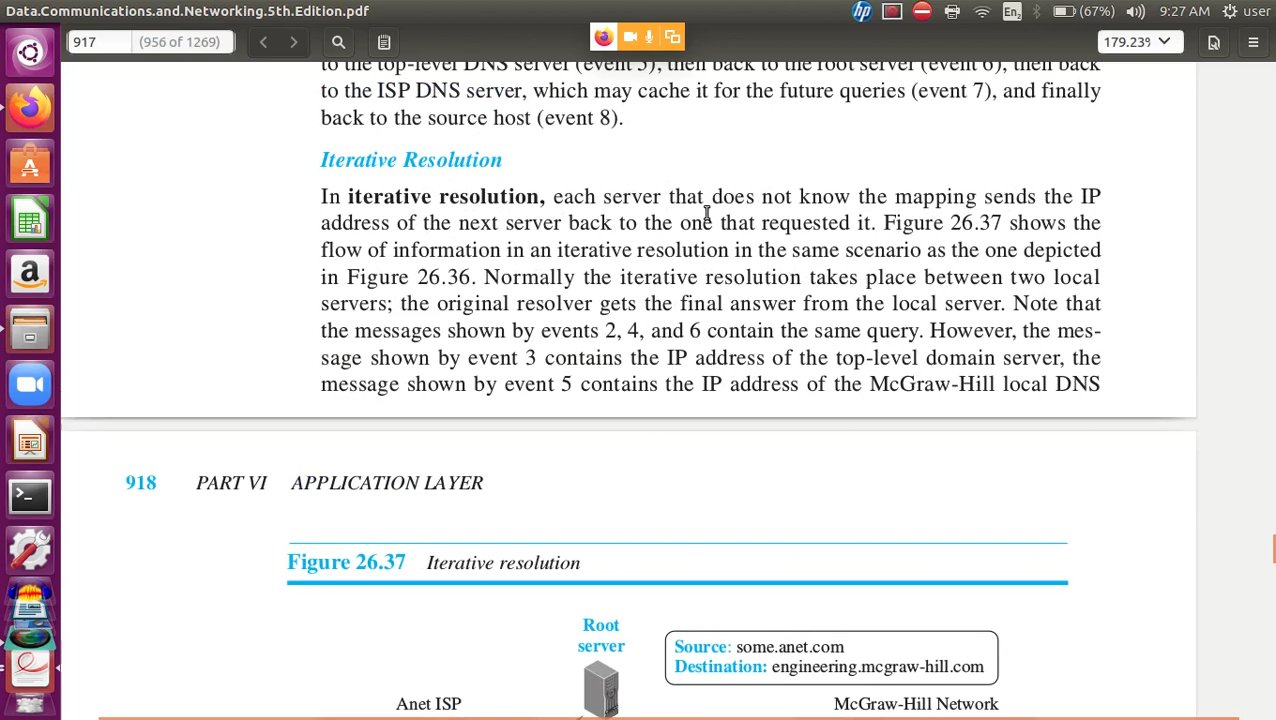 Data.Communications.and.Networking.5th.Edition.pdf
En₂ (67%) 9:27 AM user
917 (956 of 1269) 179.23%
to the top-level DNS server (event 5), then back to the root server (event 6), then back
to the ISP DNS server, which may cache it for the future queries (event 7), and finally
back to the source host (event 8).
Iterative Resolution
In iterative resolution, each server that does not know the mapping sends the IP
address of the next server back to the one that requested it. Figure 26.37 shows the
flow of information in an iterative resolution in the same scenario as the one depicted
in Figure 26.36. Normally the iterative resolution takes place between two local
servers; the original resolver gets the final answer from the local server. Note that
the messages shown by events 2, 4, and 6 contain the same query. However, the mes-
sage shown by event 3 contains the IP address of the top-level domain server, the
message shown by event 5 contains the IP address of the McGraw-Hill local DNS
918 PART VI APPLICATION LAYER
Figure 26.37 Iterative resolution
Root
server
Source: some.anet.com
Destination: engineering.mcgraw-hill.com
Anet ISP
McGraw-Hill Network